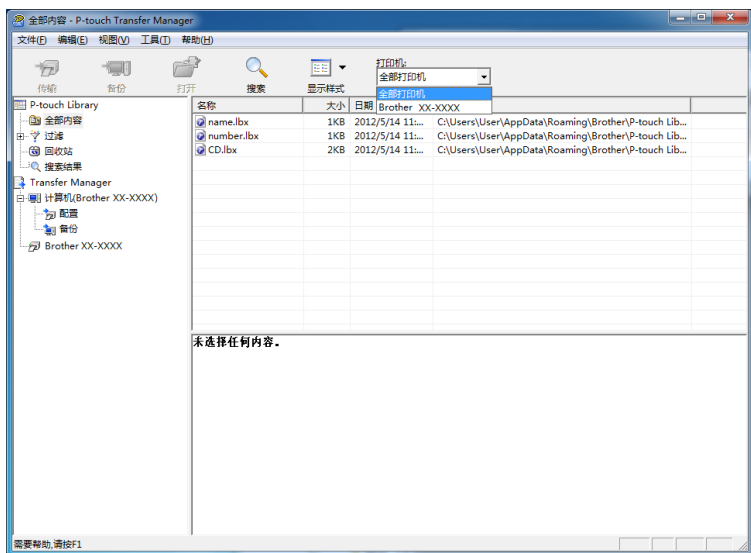 全部内容 - P-touch Transfer Manager
文件(F) 编辑(E) 视图(V) 工具(T) 帮助(H)
传输 备份 打开 搜索 显示样式
打印机:
全部打印机
全部打印机
Brother XX-XXXX
P-touch Library
全部内容
过滤
回收站
搜索结果
Transfer Manager
计算机(Brother XX-XXXX)
配置
备份
Brother XX-XXXX
名称 大小 日期
name.lbx 1KB 2012/5/14 11:... C:\Users\User\AppData\Roaming\Brother\P-touch Lib...
number.lbx 1KB 2012/5/14 11:... C:\Users\User\AppData\Roaming\Brother\P-touch Lib...
CD.lbx 2KB 2012/5/14 11:... C:\Users\User\AppData\Roaming\Brother\P-touch Lib...
未选择任何内容。
需要帮助,请按F1